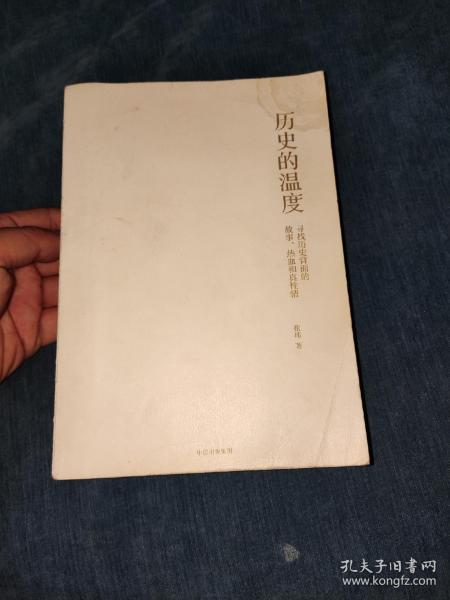 历史的温度
寻找历史背面的
故事、热血和真性情
张玮 著
中信出版集团
孔夫子旧书网
www.kongfz.com